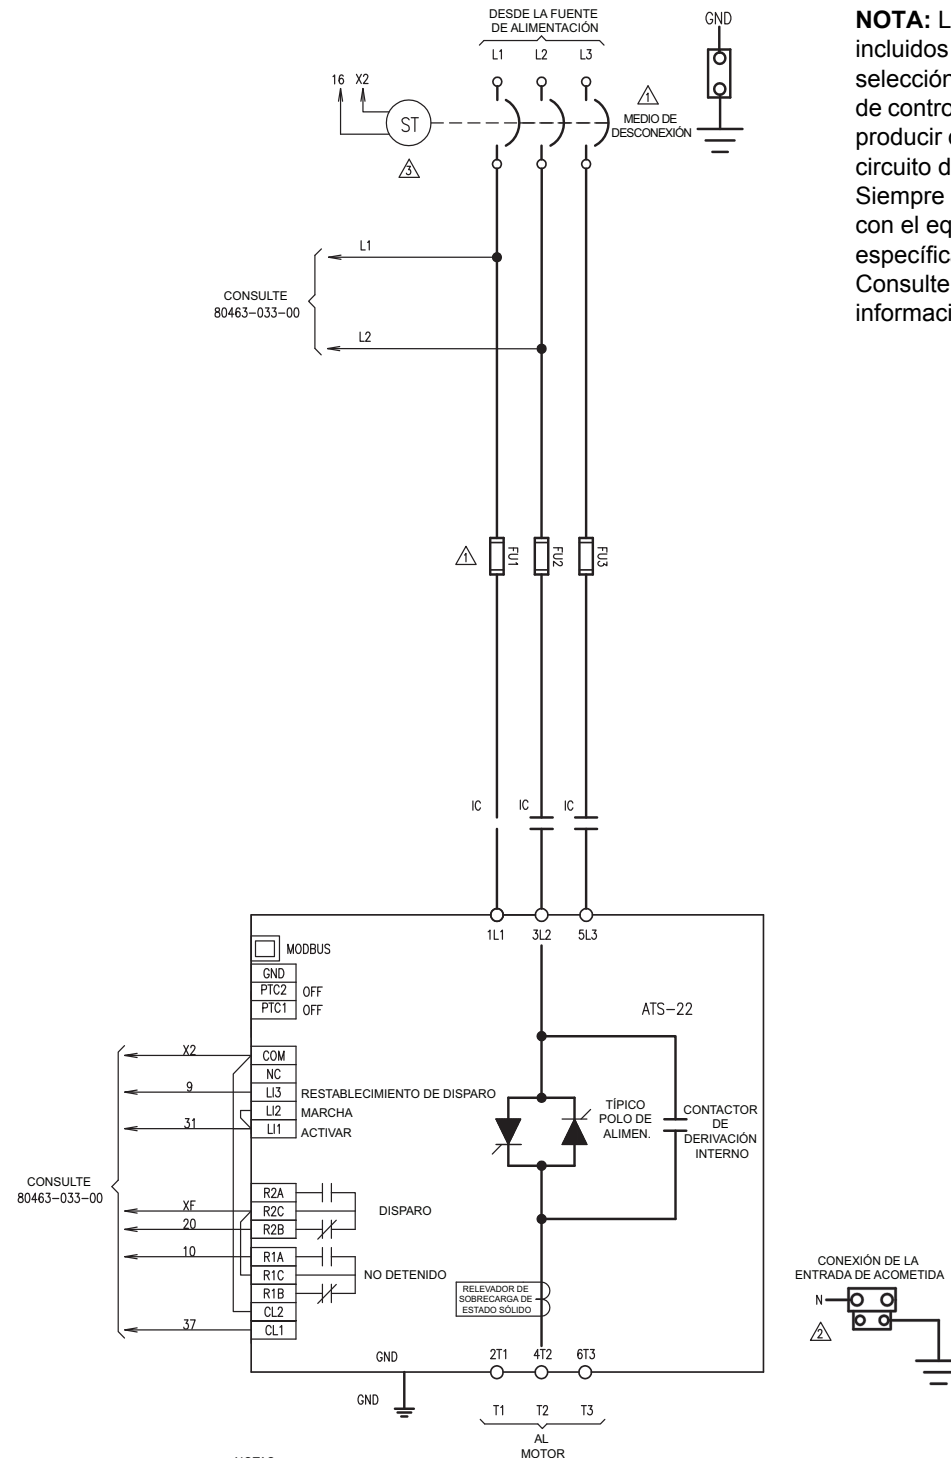 DESDE LA FUENTE
DE ALIMENTACIÓN
L1 L2 L3
GND
16 X2
ST
3
1
MEDIO DE
DESCONEXIÓN
NOTA: L
incluidos
selección
de contro
producir
circuito d
Siempre
con el eq
específic
Consulte
informaci
L1
CONSULTE
80463-033-00
L2
1
FU1
FU2
FU3
IC IC IC
1L1 3L2 5L3
MODBUS
GND
PTC2 OFF
PTC1 OFF
ATS-22
X2 COM
NC
9 LI3 RESTABLECIMIENTO DE DISPARO
LI2 MARCHA
31 LI1 ACTIVAR
TÍPICO
POLO DE
ALIMEN.
CONTACTOR
DE
DERIVACIÓN
INTERNO
CONSULTE
80463-033-00
R2A
XF R2C DISPARO
20 R2B
10 R1A
R1C NO DETENIDO
R1B
CL2
37 CL1
RELEVADOR DE
SOBRECARGA DE
ESTADO SÓLIDO
CONEXIÓN DE LA
ENTRADA DE ACOMETIDA
N
2
GND
2T1 4T2 6T3
GND
T1 T2 T3
AL
MOTOR